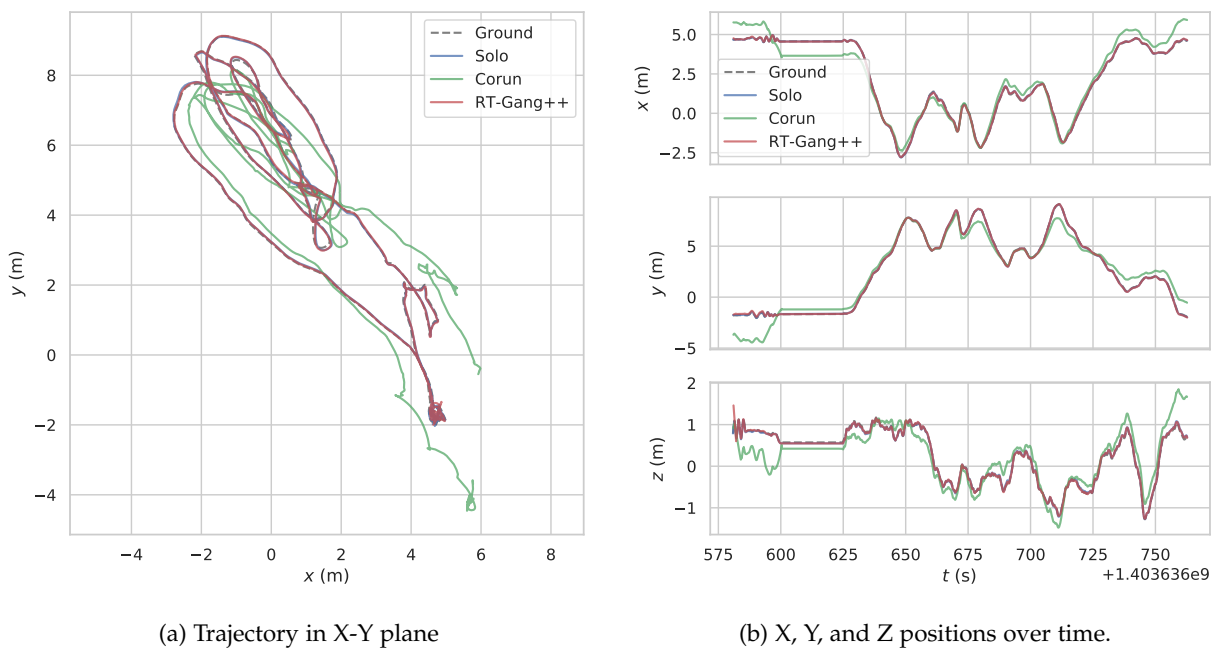 Ground
Solo
Corun
RT-Gang++
8
6
4
2
0
−2
−4
y (m)
−4
−2
0
2
4
6
8
x (m)
(a) Trajectory in X-Y plane
5.0
2.5
0.0
−2.5
x (m)
Ground
Solo
Corun
RT-Gang++
5
0
−5
y (m)
2
1
0
−1
z (m)
575
600
625
650
675
700
725
750
t (s)
+1.403636e9
(b) X, Y, and Z positions over time.